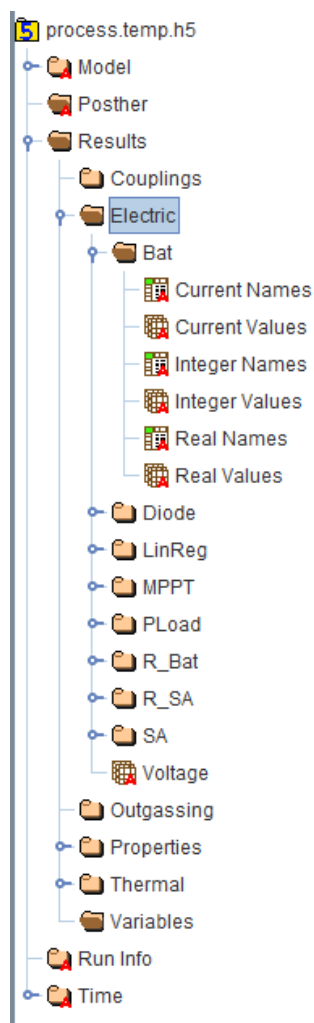 process.temp.h5
Model
Posther
Results
Couplings
Electric
Bat
Current Names
Current Values
Integer Names
Integer Values
Real Names
Real Values
Diode
LinReg
MPPT
PLoad
R_Bat
R_SA
SA
Voltage
Outgassing
Properties
Thermal
Variables
Run Info
Time